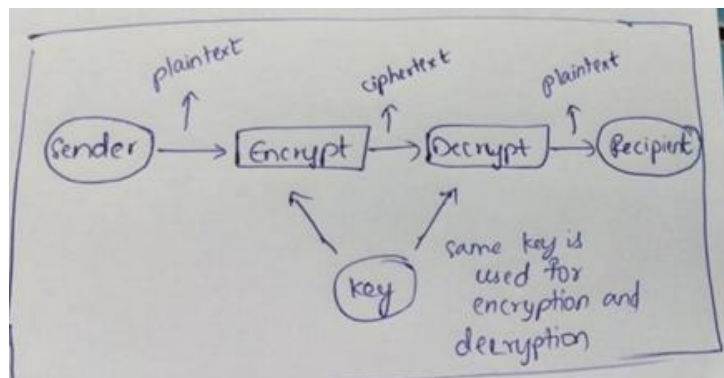 plaintext
ciphertext
plaintext
Sender
Encrypt
Decrypt
Recipient
key
same key is
used for
encryption and
decryption